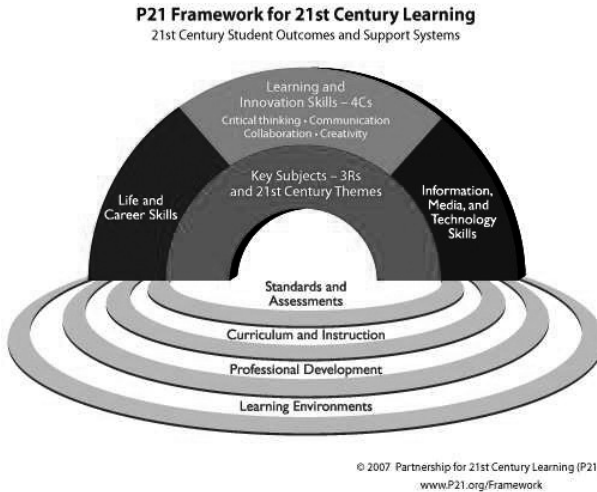 P21 Framework for 21st Century Learning
21st Century Student Outcomes and Support Systems
Learning and
Innovation Skills – 4Cs
Critical thinking • Communication
Collaboration • Creativity
Key Subjects – 3Rs
and 21st Century Themes
Life and
Career Skills
Information,
Media, and
Technology
Skills
Standards and
Assessments
Curriculum and Instruction
Professional Development
Learning Environments
© 2007 Partnership for 21st Century Learning (P21
www.P21.org/Framework